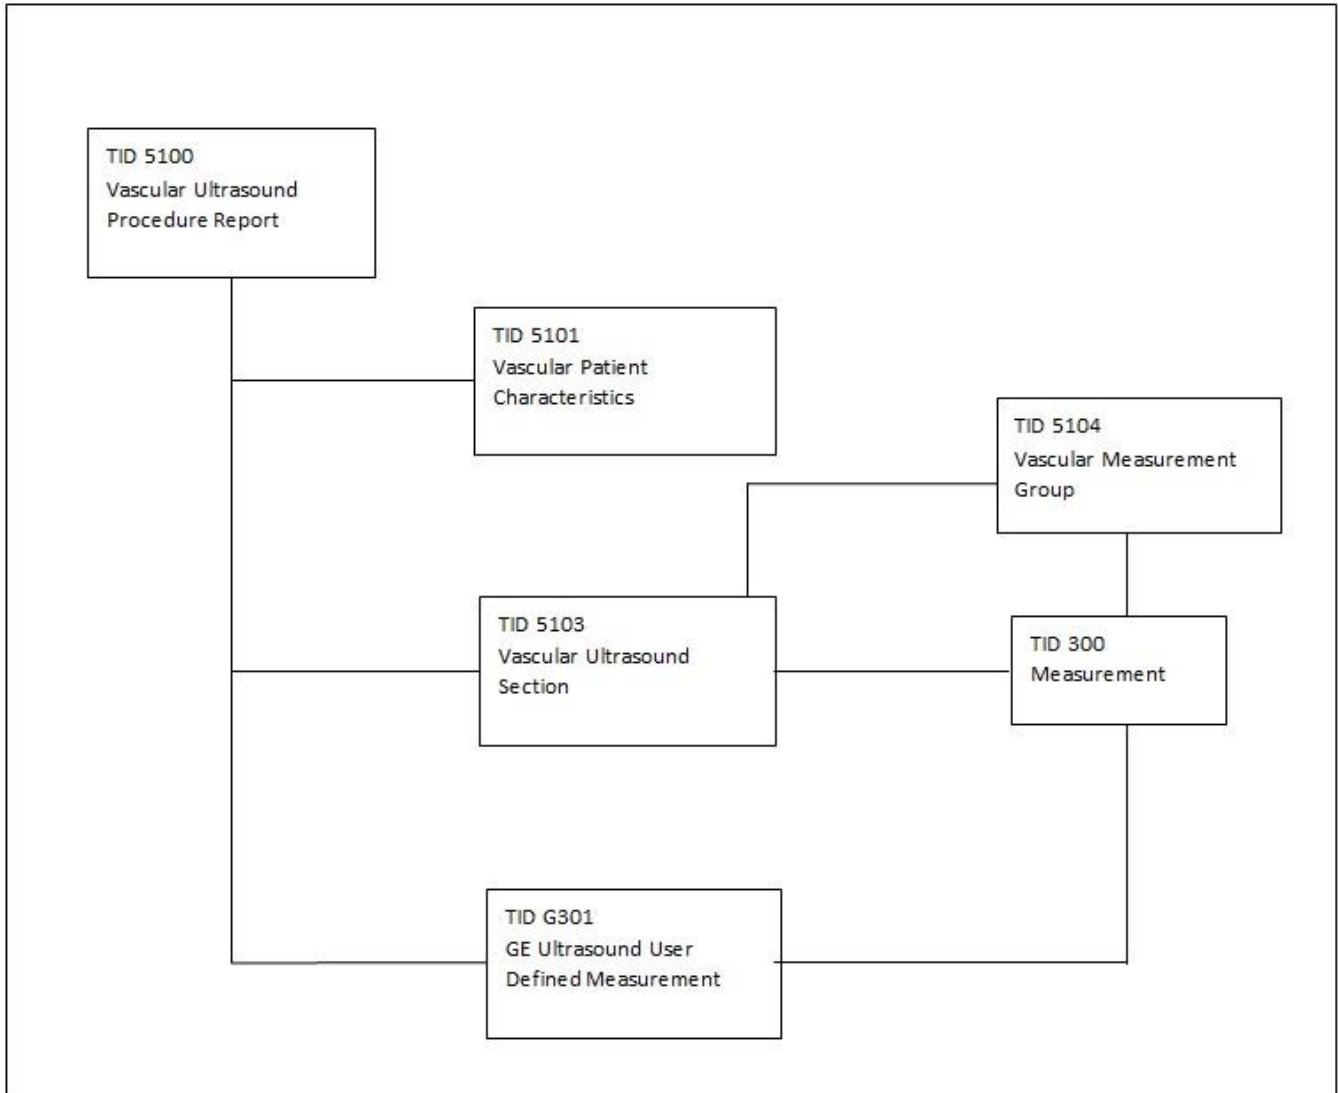 TID 5100
Vascular Ultrasound
Procedure Report
TID 5101
Vascular Patient
Characteristics
TID 5104
Vascular Measurement
Group
TID 5103
Vascular Ultrasound
Section
TID 300
Measurement
TID G301
GE Ultrasound User
Defined Measurement